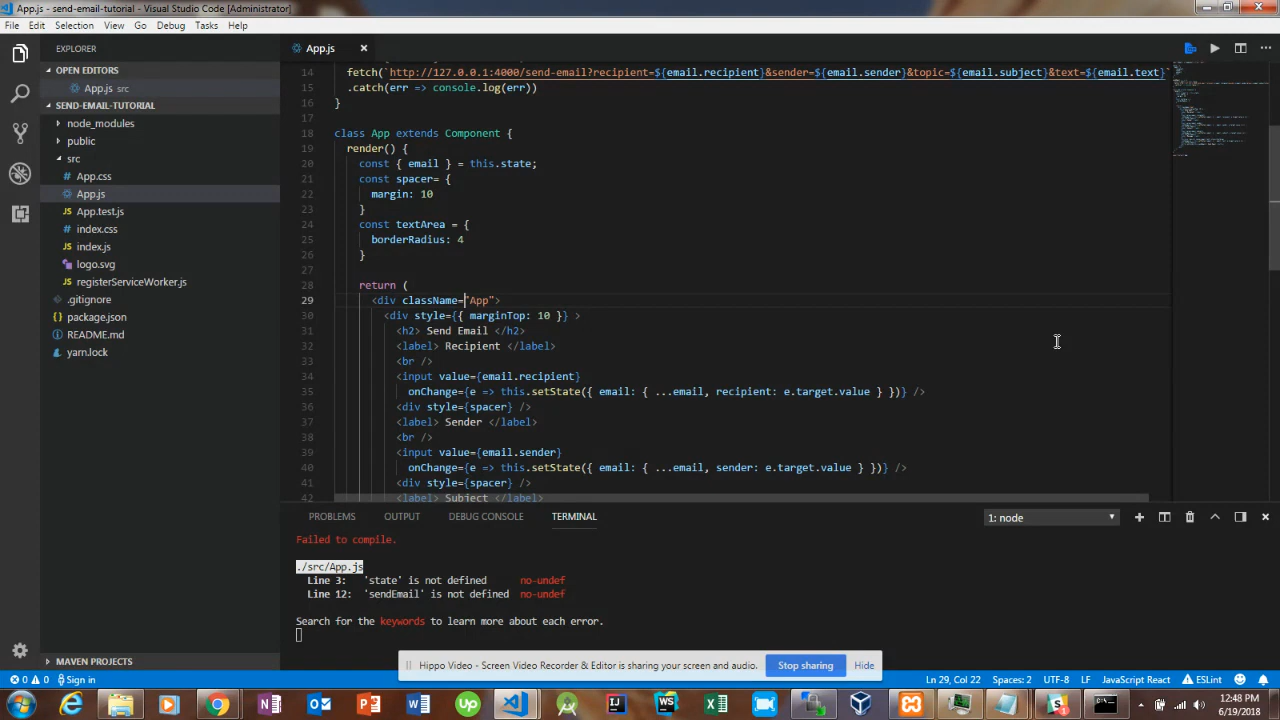 App.js - send-email-tutorial - Visual Studio Code [Administrator]
File Edit Selection View Go Debug Tasks Help
EXPLORER
OPEN EDITORS
App.js src
SEND-EMAIL-TUTORIAL
node_modules
public
src
# App.css
App.js
JS App.test.js
# index.css
JS index.js
logo.svg
JS registerServiceWorker.js
.gitignore
package.json
README.md
yarn.lock
MAVEN PROJECTS
App.js
14 fetch(`http://127.0.0.1:4000/send-email?recipient=${email.recipient}&sender=${email.sender}&topic=${email.subject}&text=${email.text}
15 .catch(err => console.log(err))
16 }
17
18 class App extends Component {
19 render() {
20 const { email } = this.state;
21 const spacer= {
22 margin: 10
23 }
24 const textArea = {
25 borderRadius: 4
26 }
27
28 return (
29 <div className="App">
30 <div style={{ marginTop: 10 }} >
31 <h2> Send Email </h2>
32 <label> Recipient </label>
33 <br />
34 <input value={email.recipient}
35 onChange={e => this.setState({ email: { ...email, recipient: e.target.value } })} />
36 <div style={spacer} />
37 <label> Sender </label>
38 <br />
39 <input value={email.sender}
40 onChange={e => this.setState({ email: { ...email, sender: e.target.value } })} />
41 <div style={spacer} />
42 <label> Subject </label>
PROBLEMS OUTPUT DEBUG CONSOLE TERMINAL 1: node
Failed to compile.
./src/App.js
Line 3: 'state' is not defined no-undef
Line 12: 'sendEmail' is not defined no-undef
Search for the keywords to learn more about each error.
Hippo Video - Screen Video Recorder & Editor is sharing your screen and audio. Stop sharing Hide
0 0 Sign in Ln 29, Col 22 Spaces: 2 UTF-8 LF JavaScript React ESLint
12:48 PM
6/19/2018